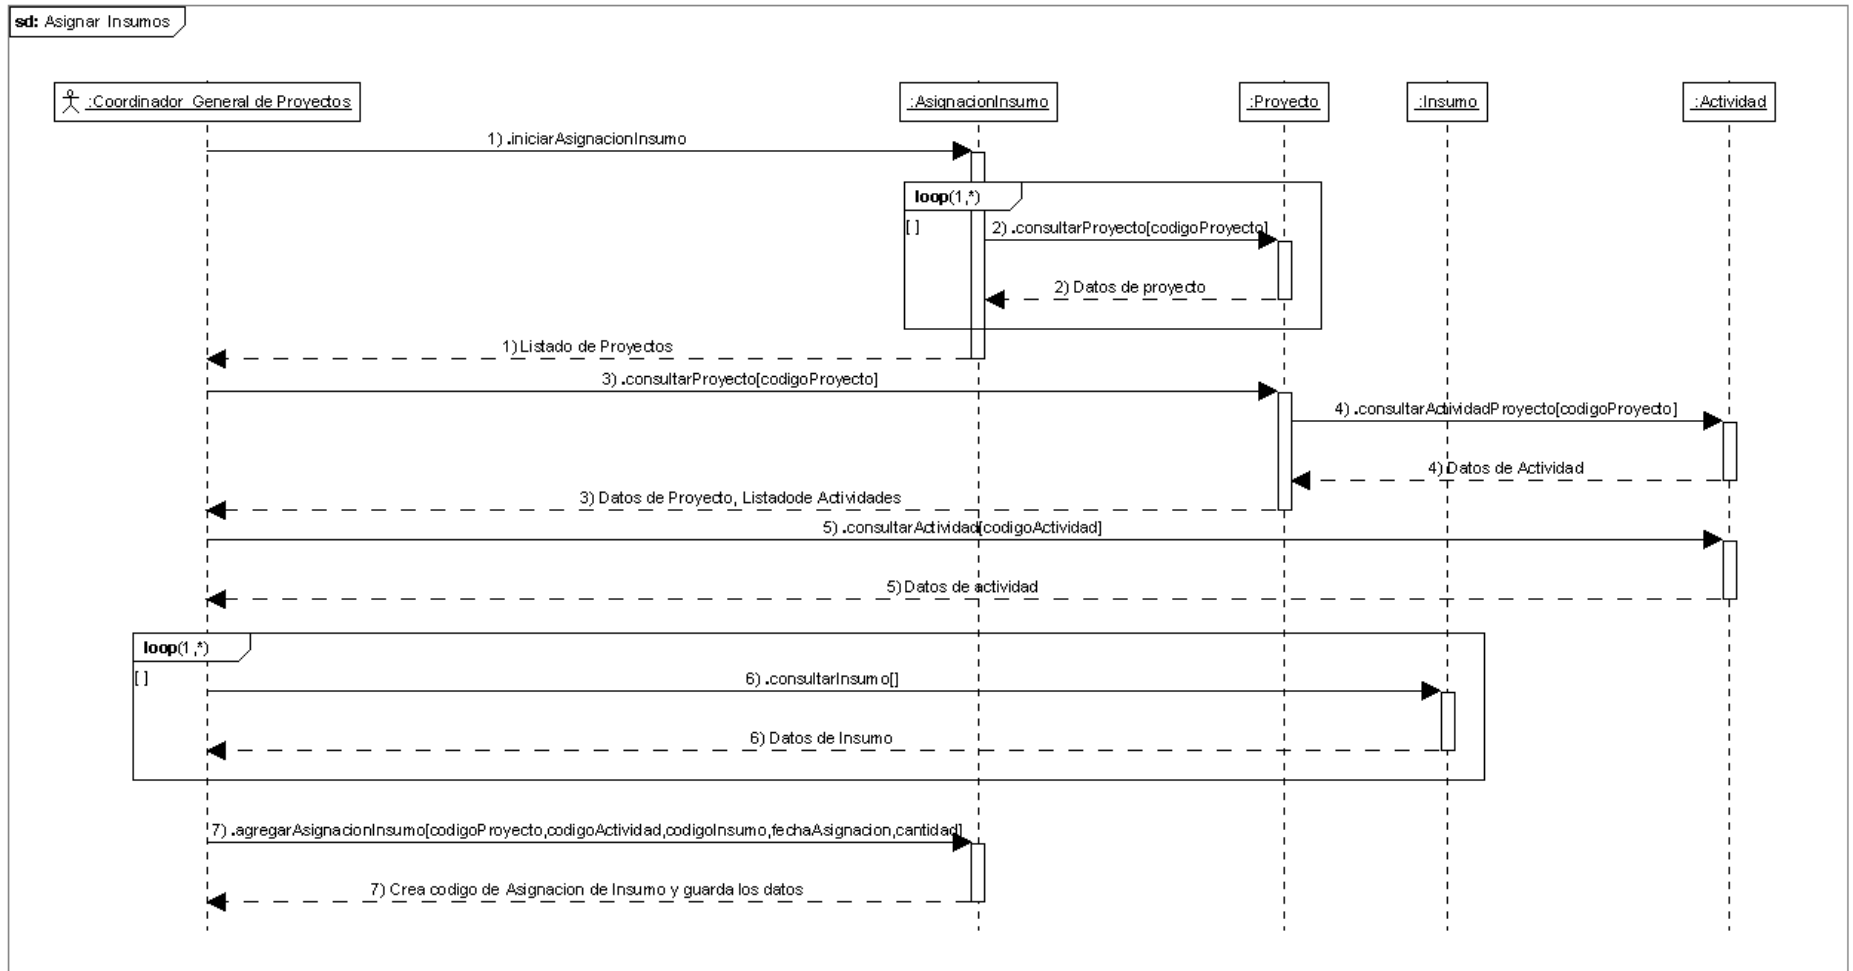 sd: Asignar Insumos
:Coordinador General de Proyectos
:AsignacionInsumo
:Proyecto
:Insumo
:Actividad
1) .iniciarAsignacionInsumo
loop(1,*)
[ ]
2) .consultarProyecto[codigoProyecto]
2) Datos de proyecto
1) Listado de Proyectos
3) .consultarProyecto[codigoProyecto]
4) .consultarActividadProyecto[codigoProyecto]
4) Datos de Actividad
3) Datos de Proyecto, Listadode Actividades
5) .consultarActividad[codigoActividad]
5) Datos de actividad
loop(1,*)
[ ]
6) .consultarInsumo[]
6) Datos de Insumo
7) .agregarAsignacionInsumo[codigoProyecto,codigoActividad,codigoInsumo,fechaAsignacion,cantidad]
7) Crea codigo de Asignacion de Insumo y guarda los datos